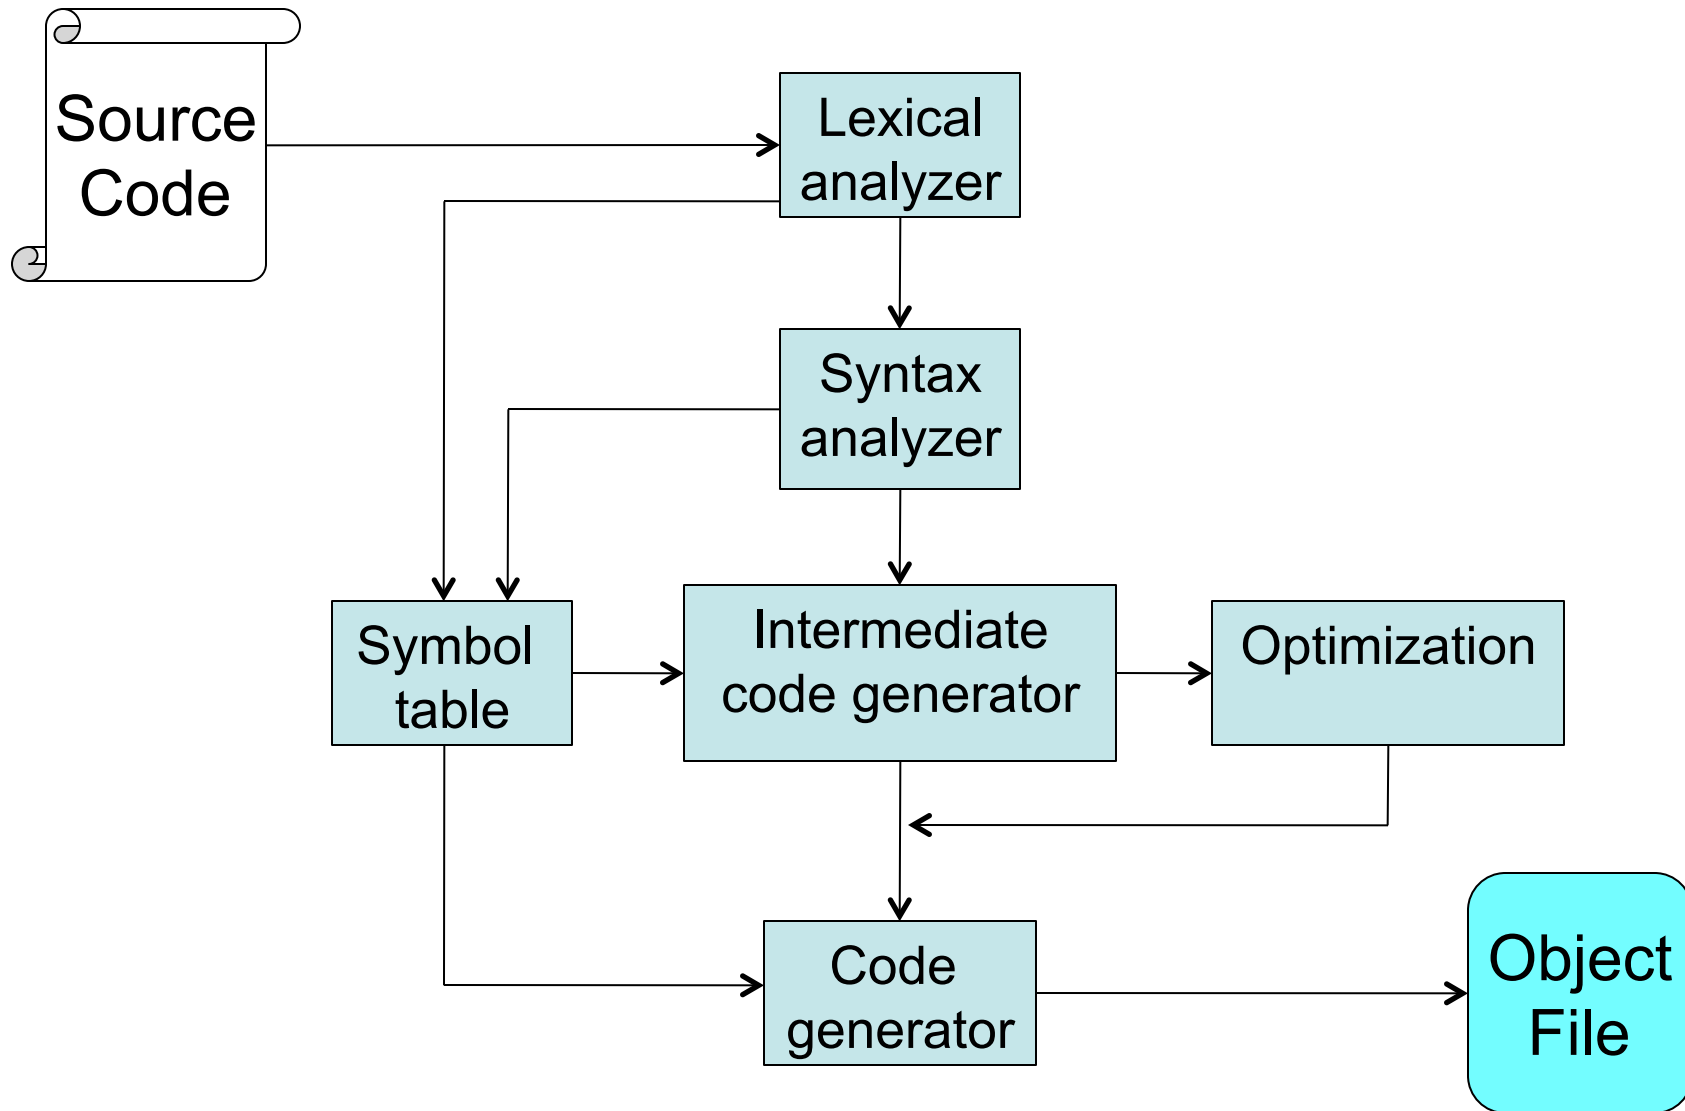 Source
Code
Lexical
analyzer
Syntax
analyzer
Symbol
table
Intermediate
code generator
Optimization
Code
generator
Object
File